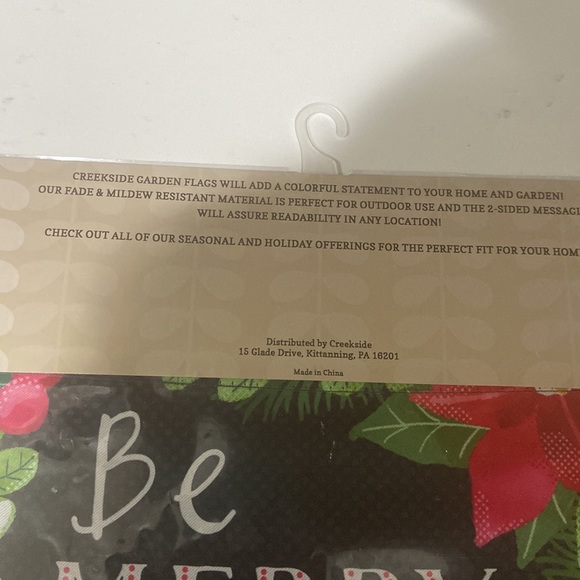 CREEKSIDE GARDEN FLAGS WILL ADD A COLORFUL STATEMENT TO YOUR HOME AND GARDEN!
OUR FADE & MILDEW RESISTANT MATERIAL IS PERFECT FOR OUTDOOR USE AND THE 2-SIDED MESSAGE
WILL ASSURE READABILITY IN ANY LOCATION!
CHECK OUT ALL OF OUR SEASONAL AND HOLIDAY OFFERINGS FOR THE PERFECT FIT FOR YOUR HOM
Distributed by Creekside
15 Glade Drive, Kittanning, PA 16201
Made in China
Be
MERRY